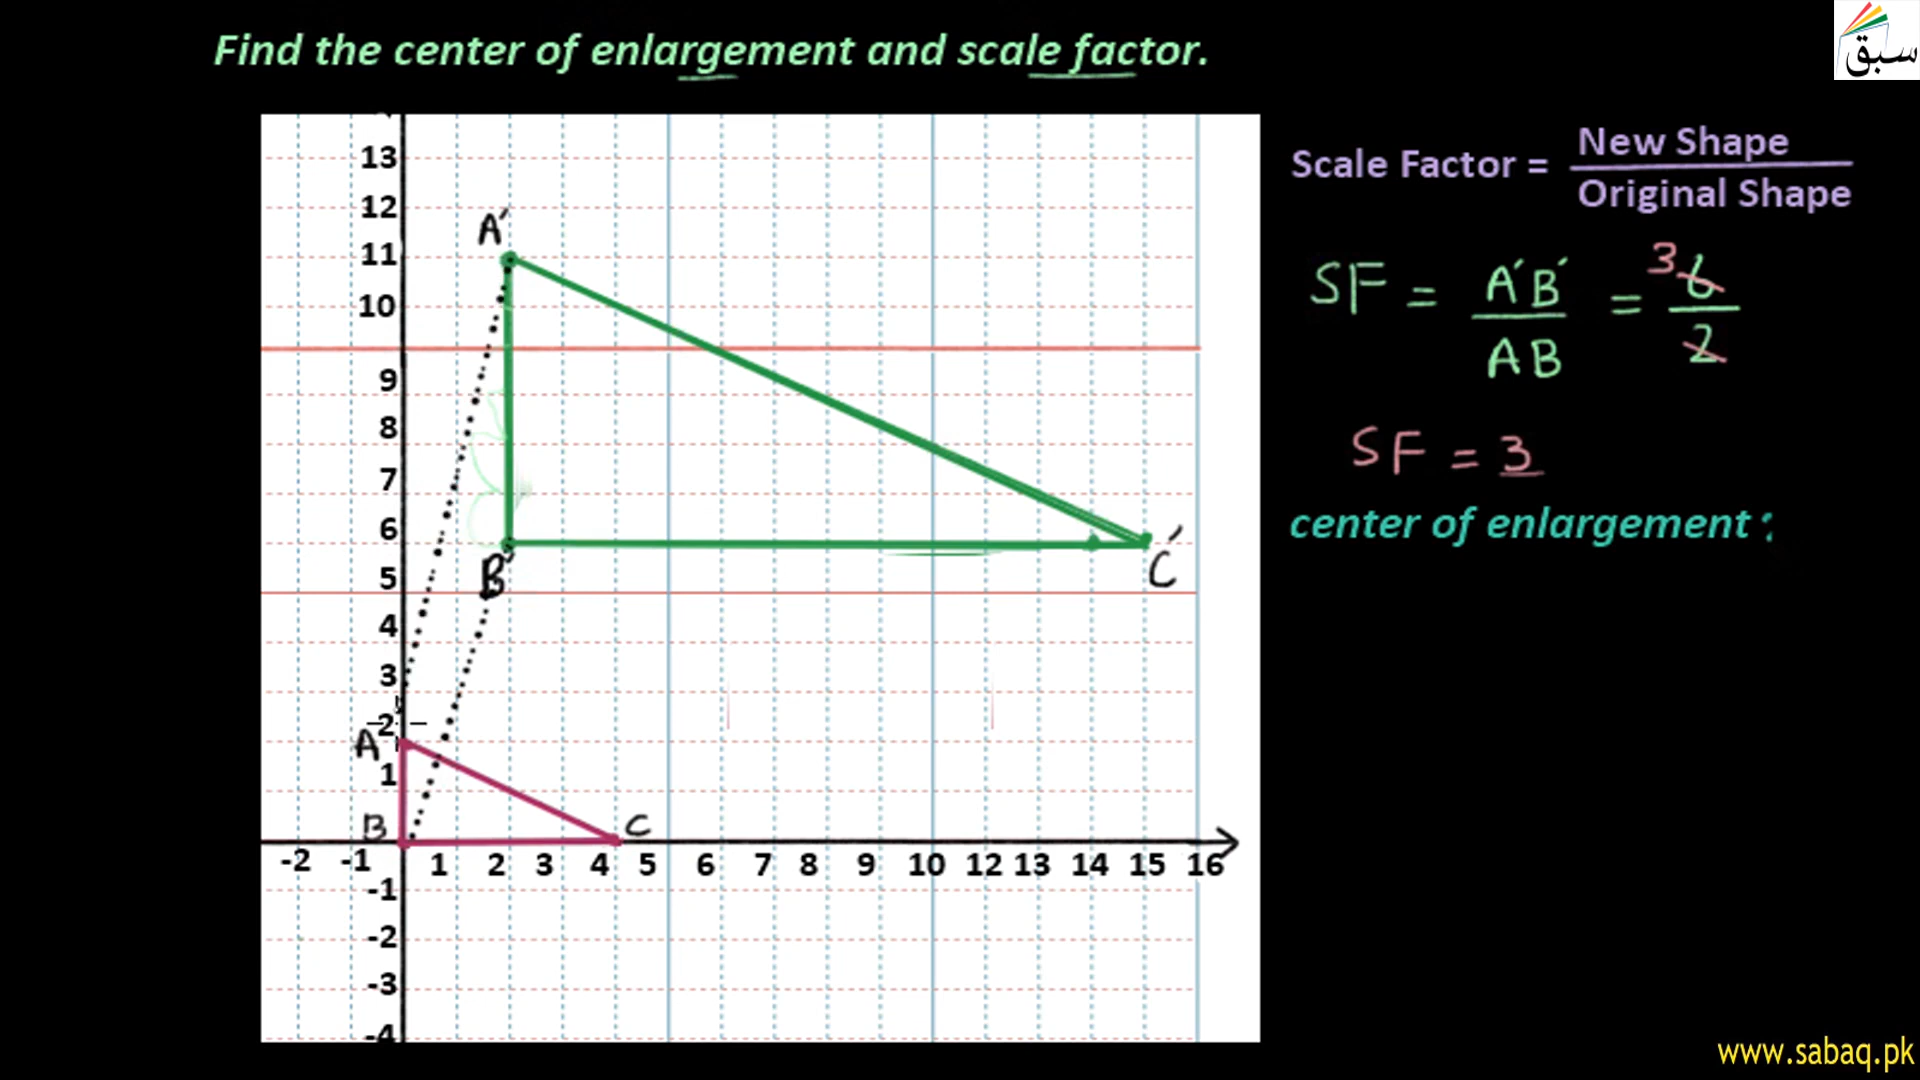 Find the center of enlargement and scale factor.
سبق
Scale Factor = New Shape
Original Shape
SF = A'B' / AB = 3 6 / 2
SF = 3
center of enlargement :
13
12
A'
11
10
9
8
7
6
B'
C'
5
4
3
2
A
1
B
C
-2 -1 1 2 3 4 5 6 7 8 9 10 12 13 14 15 16
-1
-2
-3
-4
www.sabaq.pk